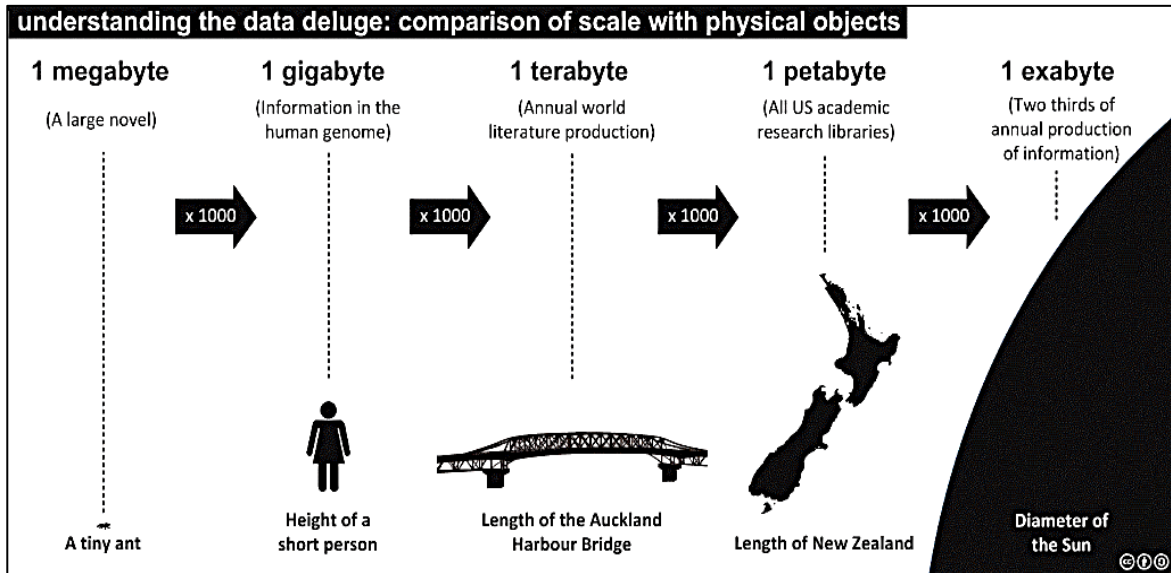 understanding the data deluge: comparison of scale with physical objects
1 megabyte
(A large novel)
1 gigabyte
(Information in the
human genome)
1 terabyte
(Annual world
literature production)
1 petabyte
(All US academic
research libraries)
1 exabyte
(Two thirds of
annual production
of information)
x 1000
x 1000
x 1000
x 1000
A tiny ant
Height of a
short person
Length of the Auckland
Harbour Bridge
Length of New Zealand
Diameter of
the Sun
cc